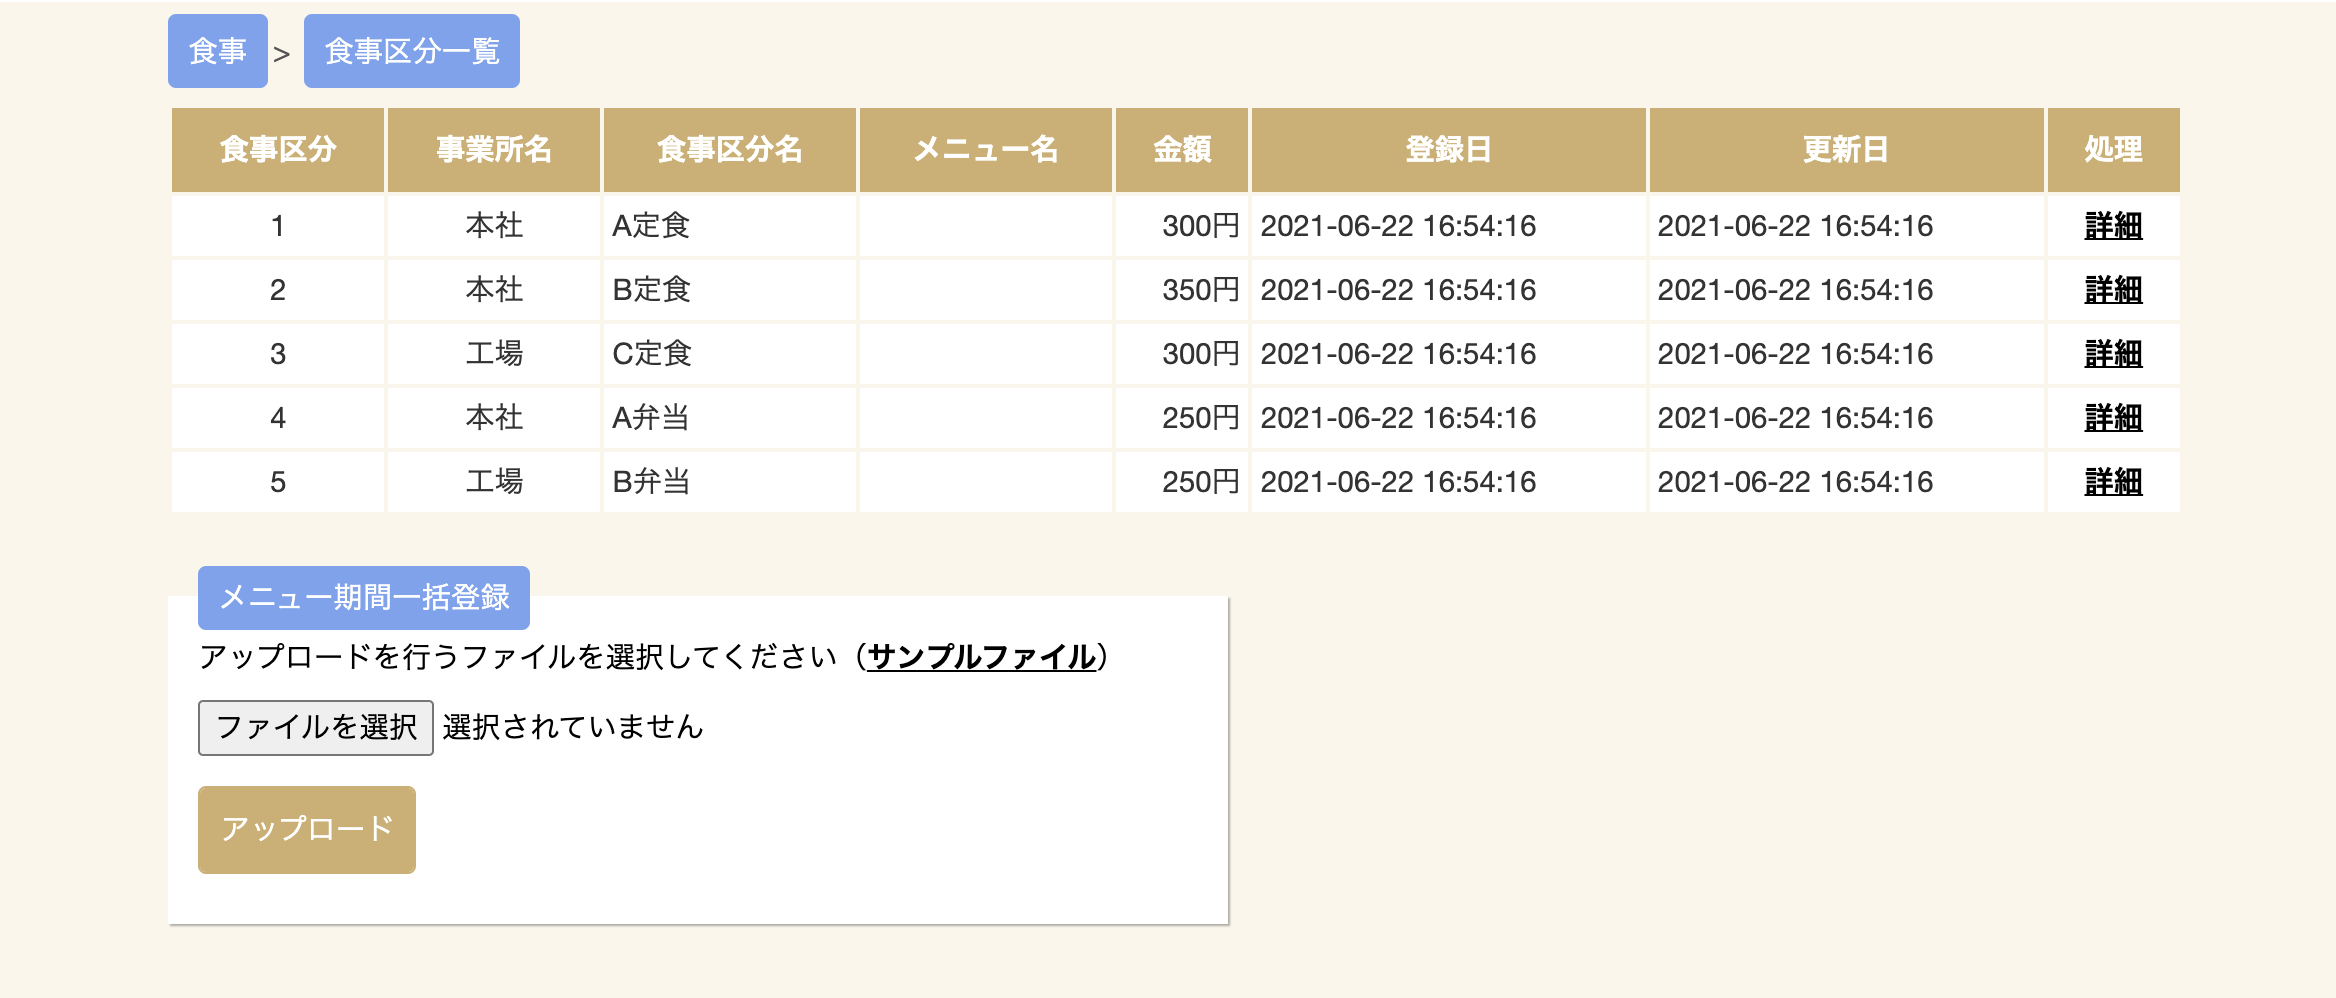 食事 > 食事区分一覧
食事区分 事業所名 食事区分名 メニュー名 金額 登録日 更新日 処理
1 本社 A定食 300円 2021-06-22 16:54:16 2021-06-22 16:54:16 詳細
2 本社 B定食 350円 2021-06-22 16:54:16 2021-06-22 16:54:16 詳細
3 工場 C定食 300円 2021-06-22 16:54:16 2021-06-22 16:54:16 詳細
4 本社 A弁当 250円 2021-06-22 16:54:16 2021-06-22 16:54:16 詳細
5 工場 B弁当 250円 2021-06-22 16:54:16 2021-06-22 16:54:16 詳細
メニュー期間一括登録
アップロードを行うファイルを選択してください（サンプルファイル）
ファイルを選択 選択されていません
アップロード